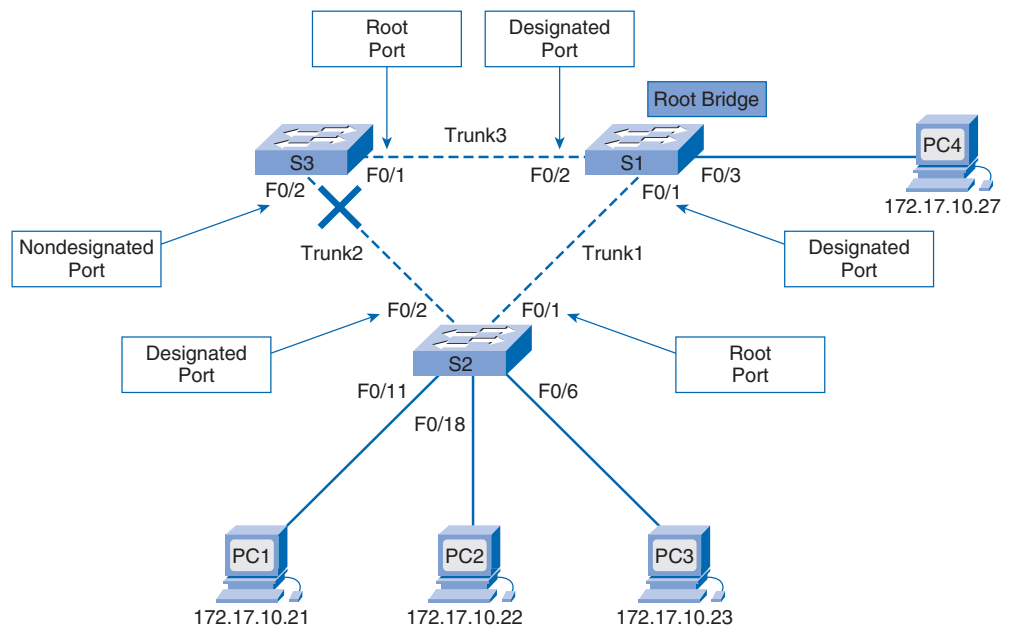 Root
Port
Designated
Port
Root Bridge
Trunk3
S3
S1
PC4
F0/2
F0/1
F0/2
F0/1
F0/3
172.17.10.27
Nondesignated
Port
Trunk2
Trunk1
Designated
Port
F0/2
F0/1
Designated
Port
S2
Root
Port
F0/11
F0/18
F0/6
PC1
PC2
PC3
172.17.10.21
172.17.10.22
172.17.10.23